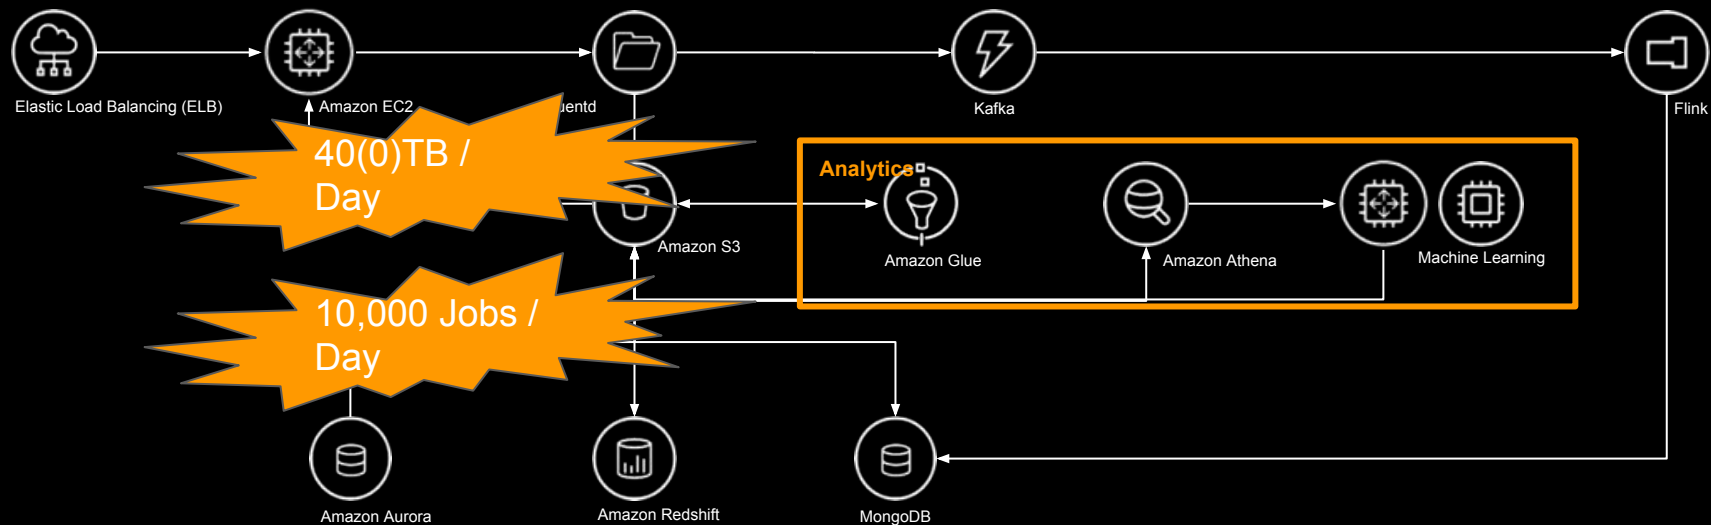 Elastic Load Balancing (ELB)
Amazon EC2
Kafka
Flink
40(0)TB /
Day
Analytics
Amazon S3
Amazon Glue
Amazon Athena
Machine Learning
10,000 Jobs /
Day
Amazon Aurora
Amazon Redshift
MongoDB